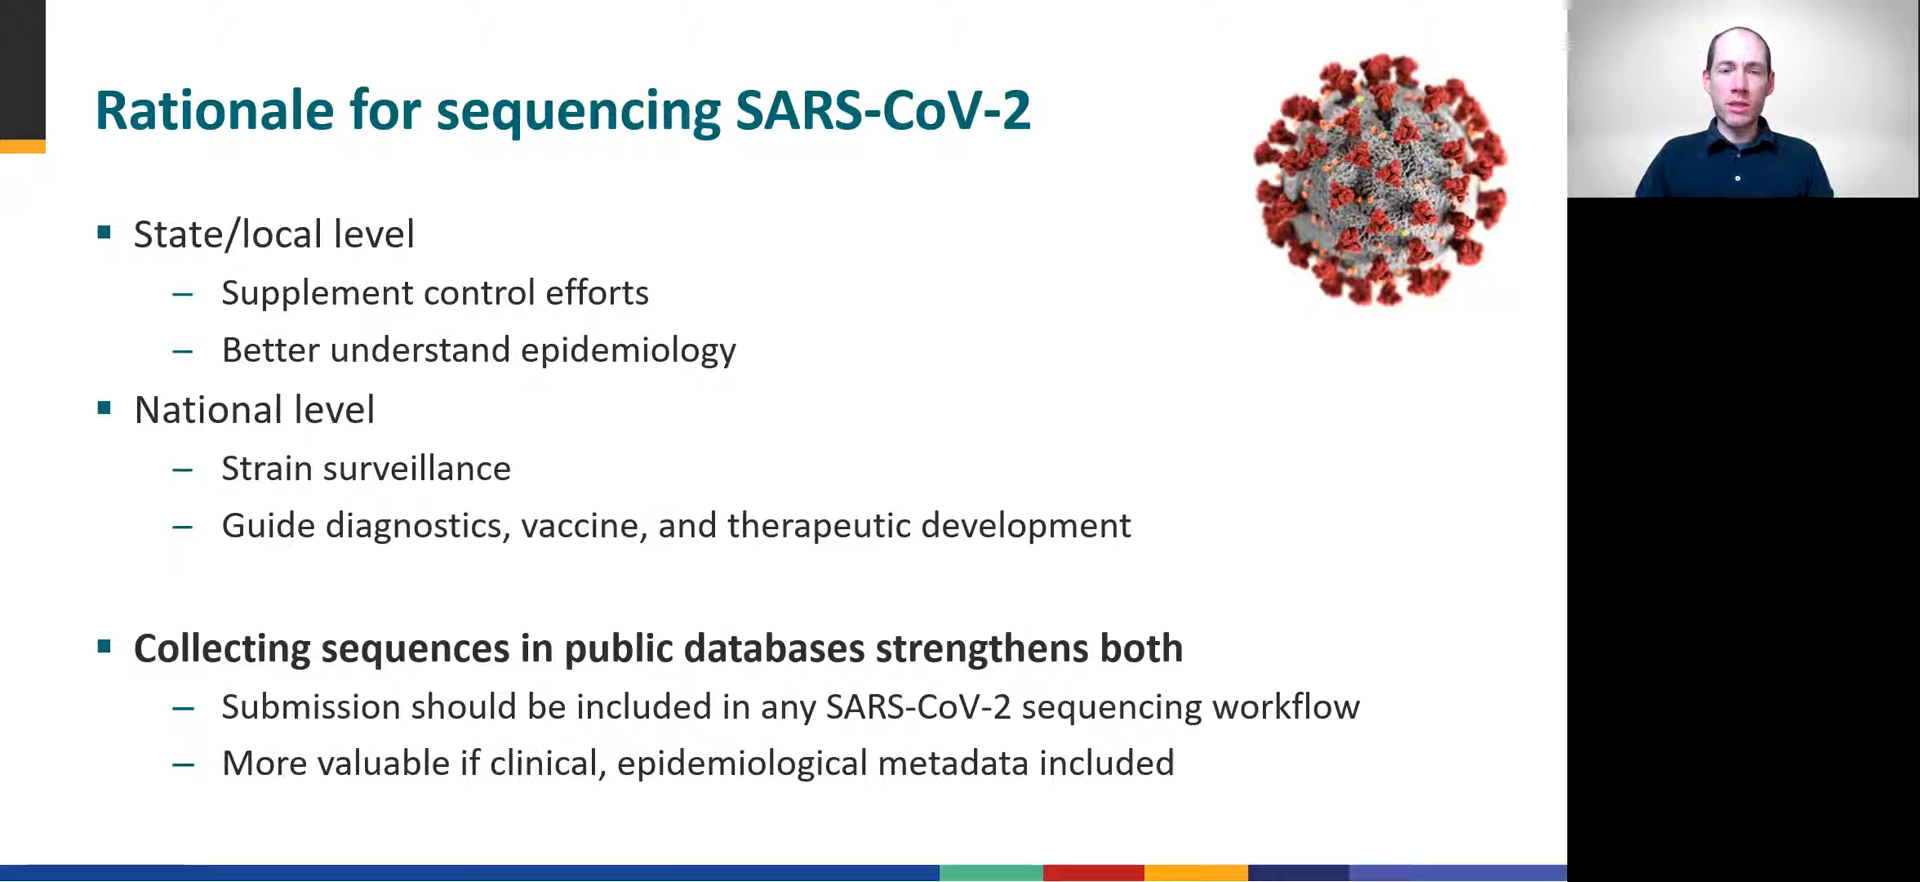 Rationale for sequencing SARS-CoV-2
▪ State/local level
– Supplement control efforts
– Better understand epidemiology
▪ National level
– Strain surveillance
– Guide diagnostics, vaccine, and therapeutic development
▪ Collecting sequences in public databases strengthens both
– Submission should be included in any SARS-CoV-2 sequencing workflow
– More valuable if clinical, epidemiological metadata included